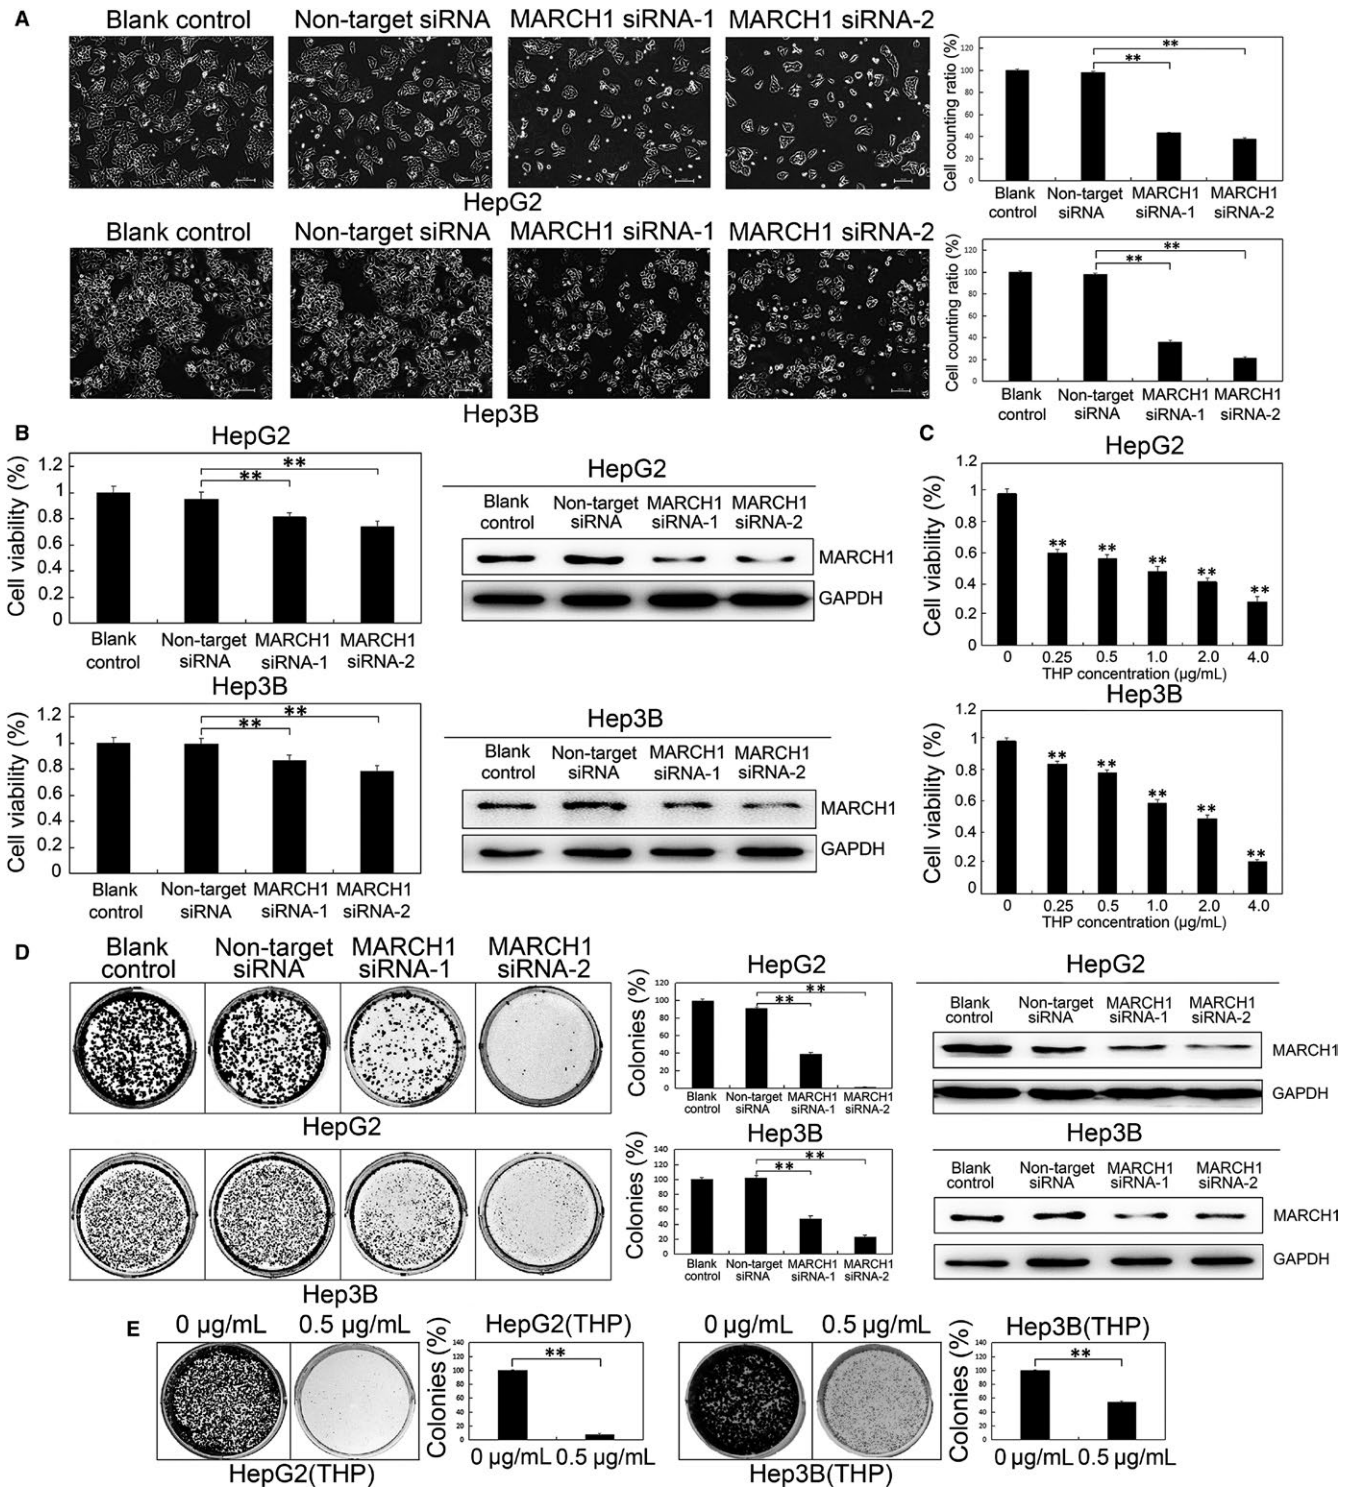 A
Blank control Non-target siRNA MARCH1 siRNA-1 MARCH1 siRNA-2
HepG2
Cell counting ratio (%)
120
100
80
60
40
20
0
** **
Blank control
Non-target siRNA
MARCH1 siRNA-1
MARCH1 siRNA-2
Blank control Non-target siRNA MARCH1 siRNA-1 MARCH1 siRNA-2
Hep3B
Cell counting ratio (%)
120
100
80
60
40
20
0
** **
Blank control
Non-target siRNA
MARCH1 siRNA-1
MARCH1 siRNA-2
B
HepG2
Cell viability (%)
1.2
1
0.8
0.6
0.4
0.2
0
** **
Blank control
Non-target siRNA
MARCH1 siRNA-1
MARCH1 siRNA-2
HepG2
Blank control
Non-target siRNA
MARCH1 siRNA-1
MARCH1 siRNA-2
MARCH1
GAPDH
Hep3B
Cell viability (%)
1.2
1
0.8
0.6
0.4
0.2
0
** **
Blank control
Non-target siRNA
MARCH1 siRNA-1
MARCH1 siRNA-2
Hep3B
Blank control
Non-target siRNA
MARCH1 siRNA-1
MARCH1 siRNA-2
MARCH1
GAPDH
C
HepG2
Cell viability (%)
1.2
1
0.8
0.6
0.4
0.2
0
** ** ** ** **
0 0.25 0.5 1.0 2.0 4.0
THP concentration (µg/mL)
Hep3B
Cell viability (%)
1.2
1
0.8
0.6
0.4
0.2
0
** ** ** ** **
0 0.25 0.5 1.0 2.0 4.0
THP concentration (µg/mL)
D
Blank control
Non-target siRNA
MARCH1 siRNA-1
MARCH1 siRNA-2
HepG2
HepG2
Colonies (%)
120
100
80
60
40
20
0
** **
Blank control
Non-target siRNA
MARCH1 siRNA-1
MARCH1 siRNA-2
HepG2
Blank control
Non-target siRNA
MARCH1 siRNA-1
MARCH1 siRNA-2
MARCH1
GAPDH
Hep3B
Hep3B
Colonies (%)
140
120
100
80
60
40
20
0
** **
Blank control
Non-target siRNA
MARCH1 siRNA-1
MARCH1 siRNA-2
Hep3B
Blank control
Non-target siRNA
MARCH1 siRNA-1
MARCH1 siRNA-2
MARCH1
GAPDH
E
0 µg/mL 0.5 µg/mL
HepG2(THP)
HepG2(THP)
Colonies (%)
140
120
100
80
60
40
20
0
**
0 µg/mL 0.5 µg/mL
0 µg/mL 0.5 µg/mL
Hep3B(THP)
Hep3B(THP)
Colonies (%)
140
120
100
80
60
40
20
0
**
0 µg/mL 0.5 µg/mL